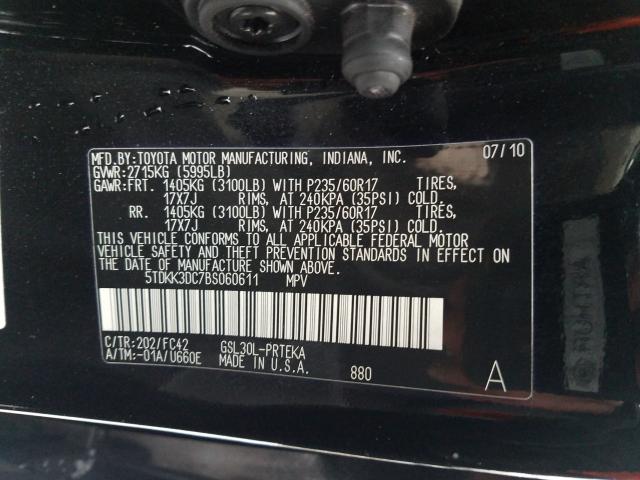 MFD.BY:TOYOTA MOTOR MANUFACTURING, INDIANA, INC. 07/10
GVWR:2715KG (5995LB)
GAWR:FRT. 1405KG (3100LB) WITH P235/60R17 TIRES,
17X7J RIMS, AT 240KPA (35PSI) COLD.
RR. 1405KG (3100LB) WITH P235/60R17 TIRES,
17X7J RIMS, AT 240KPA (35PSI) COLD.
THIS VEHICLE CONFORMS TO ALL APPLICABLE FEDERAL MOTOR
VEHICLE SAFETY AND THEFT PREVENTION STANDARDS IN EFFECT ON
THE DATE OF MANUFACTURE SHOWN ABOVE.
5TDKK3DC7BS060611 MPV
C/TR:202/FC42 GSL30L-PRTEKA
A/TM:-01A/U660E MADE IN U.S.A. 880 A